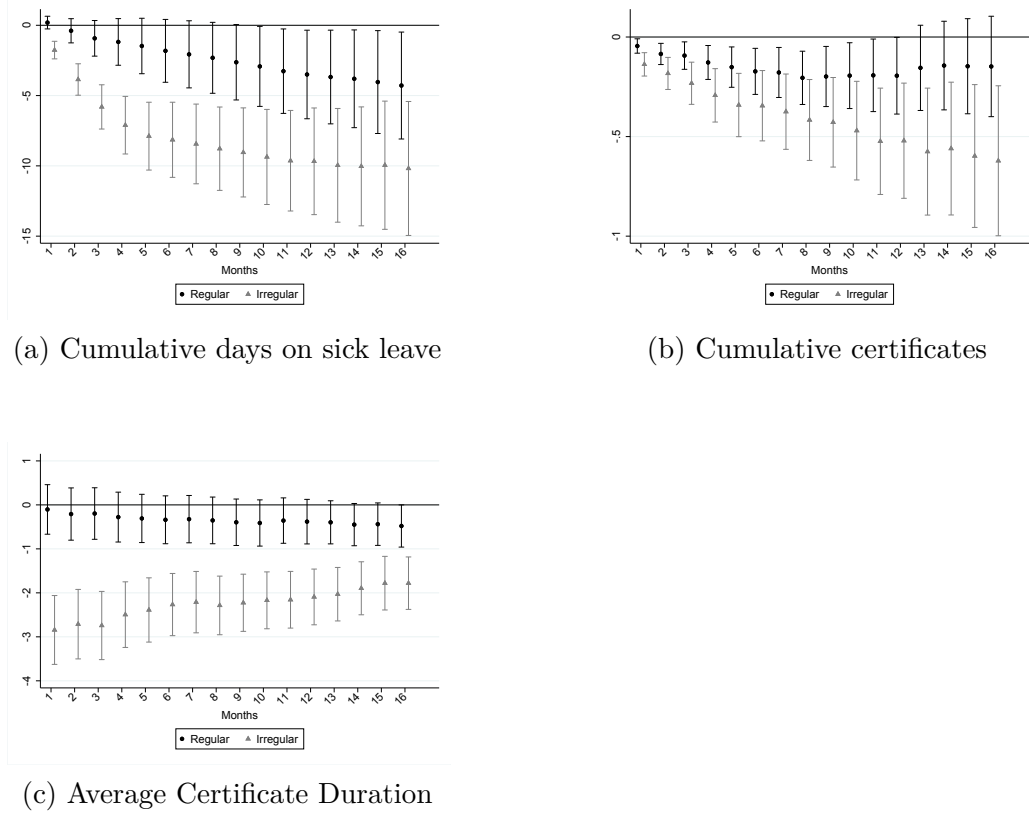 0
-5
-10
-15
1 2 3 4 5 6 7 8 9 10 11 12 13 14 15 16
Months
Regular Irregular
(a) Cumulative days on sick leave
0
-.5
-1
1 2 3 4 5 6 7 8 9 10 11 12 13 14 15 16
Months
Regular Irregular
(b) Cumulative certificates
1
0
-1
-2
-3
-4
1 2 3 4 5 6 7 8 9 10 11 12 13 14 15 16
Months
Regular Irregular
(c) Average Certificate Duration